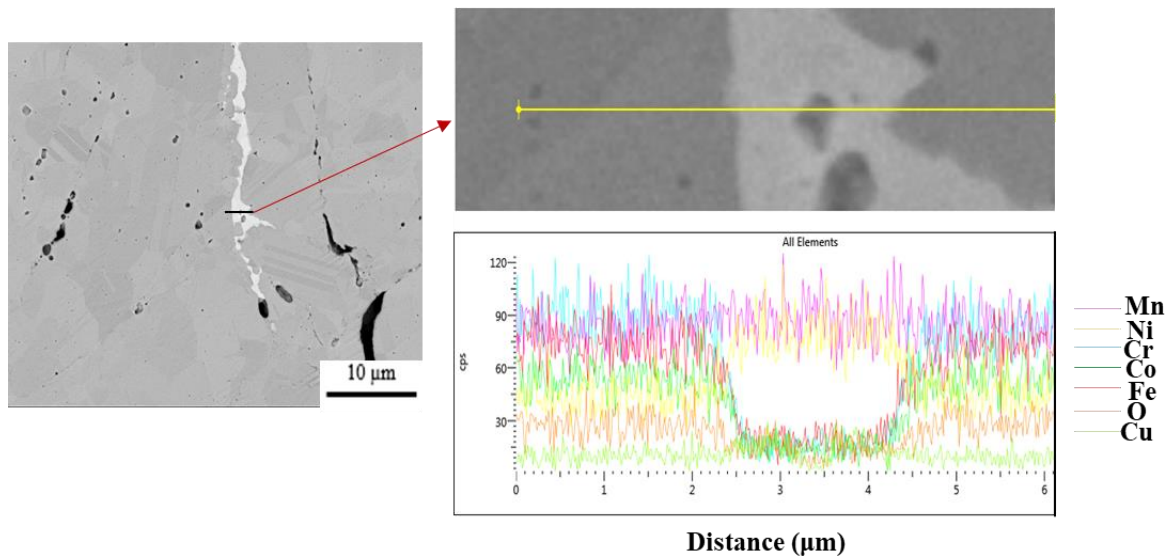 10 μm
All Elements
120
90
60
30
cps
0 1 2 3 4 5 6
Distance (μm)
Mn
Ni
Cr
Co
Fe
O
Cu